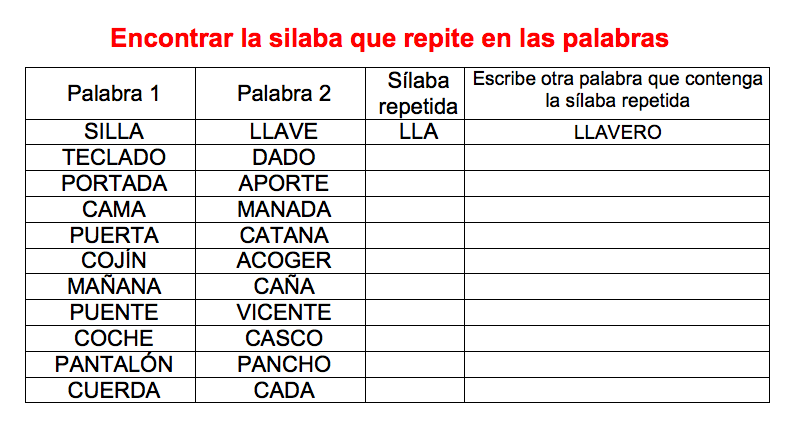 Encontrar la silaba que repite en las palabras
Palabra 1 Palabra 2 Sílaba repetida Escribe otra palabra que contenga la sílaba repetida
SILLA LLAVE LLA LLAVERO
TECLADO DADO
PORTADA APORTE
CAMA MANADA
PUERTA CATANA
COJÍN ACOGER
MAÑANA CAÑA
PUENTE VICENTE
COCHE CASCO
PANTALÓN PANCHO
CUERDA CADA